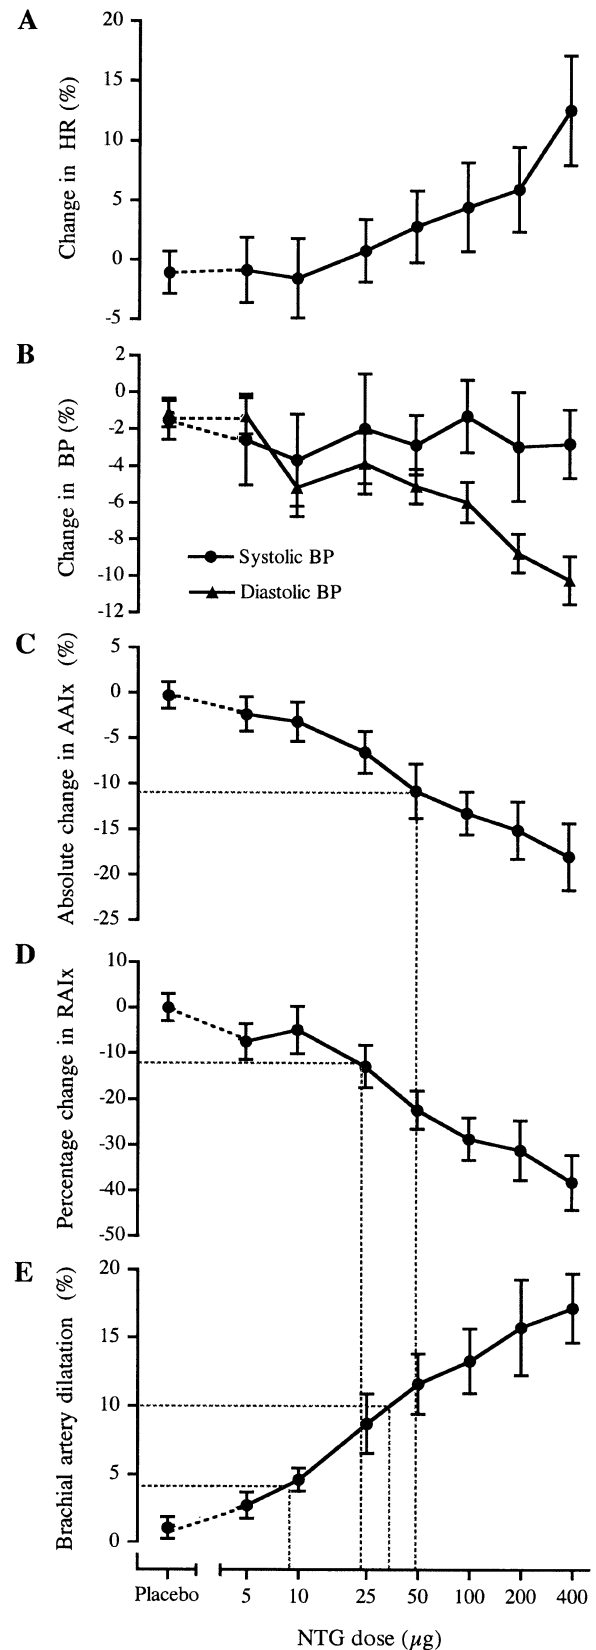 A
Change in HR (%)
20
15
10
5
0
-5
B
Change in BP (%)
2
0
-2
-4
-6
-8
-10
-12
Systolic BP
Diastolic BP
C
Absolute change in AAIx (%)
5
0
-5
-10
-15
-20
-25
D
Percentage change in RAIx
10
0
-10
-20
-30
-40
-50
E
Brachial artery dilatation (%)
20
15
10
5
0
Placebo 5 10 25 50 100 200 400
NTG dose (µg)